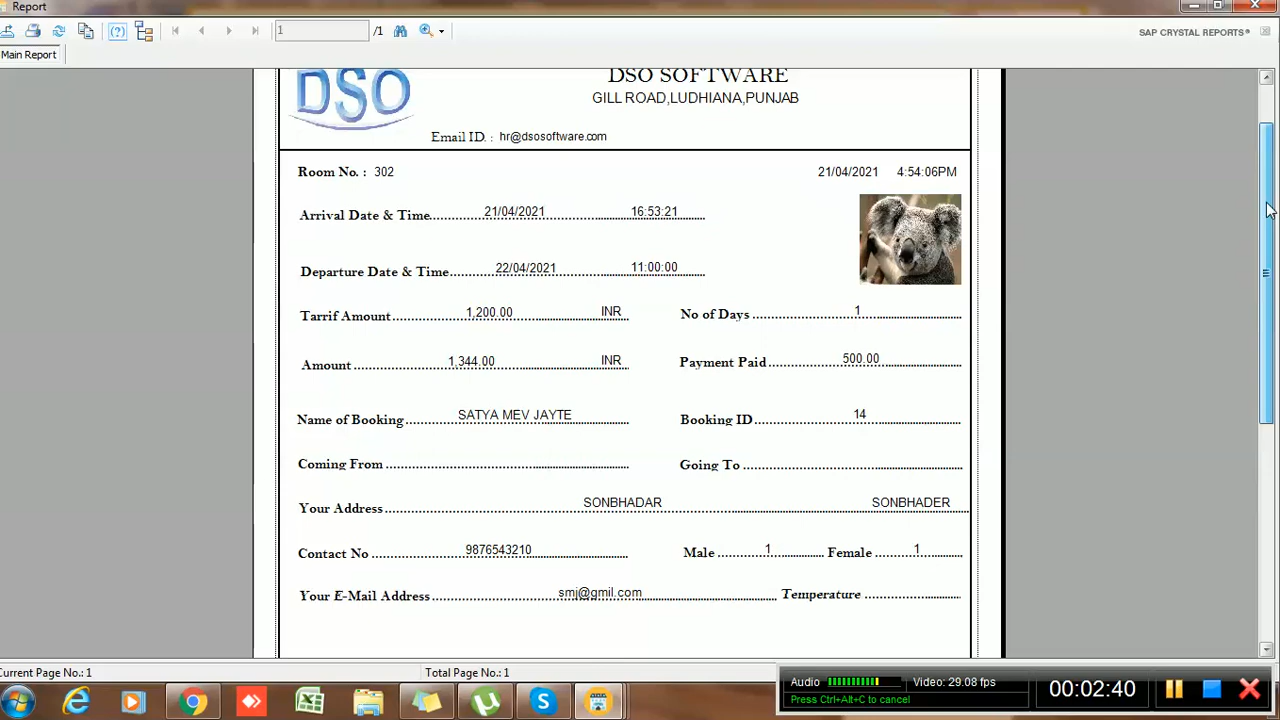 Report
1 /1
SAP CRYSTAL REPORTS®
Main Report
DSO
DSO SOFTWARE
GILL ROAD,LUDHIANA,PUNJAB
Email ID. : hr@dsosoftware.com
Room No. : 302 21/04/2021 4:54:06PM
Arrival Date & Time 21/04/2021 16:53:21
Departure Date & Time 22/04/2021 11:00:00
Tarrif Amount 1,200.00 INR No of Days 1
Amount 1,344.00 INR Payment Paid 500.00
Name of Booking SATYA MEV JAYTE Booking ID 14
Coming From Going To
Your Address SONBHADAR SONBHADER
Contact No 9876543210 Male 1 Female 1
Your E-Mail Address smj@gmil.com Temperature
Current Page No.:1 Total Page No.:1
Audio Video: 29.08 fps
Press Ctrl+Alt+C to cancel
00:02:40